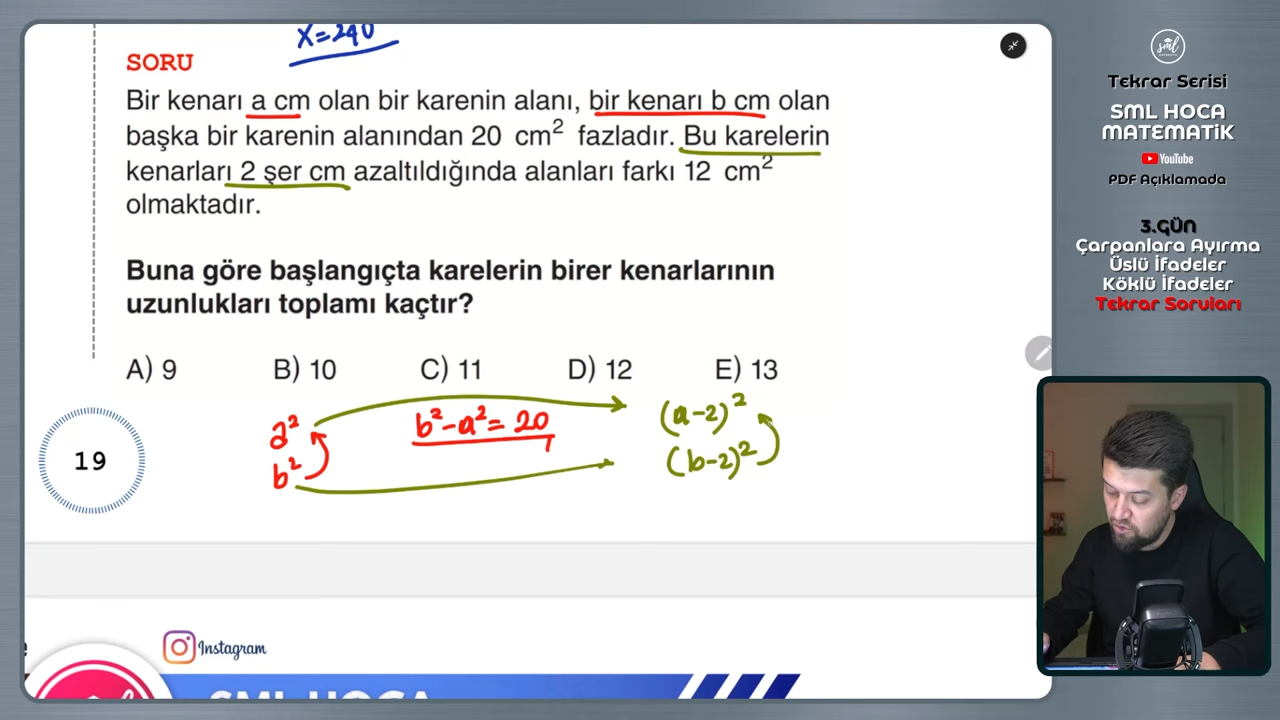 x=240
SORU
Bir kenarı a cm olan bir karenin alanı, bir kenarı b cm olan
başka bir karenin alanından 20 cm² fazladır. Bu karelerin
kenarları 2 şer cm azaltıldığında alanları farkı 12 cm²
olmaktadır.
Buna göre başlangıçta karelerin birer kenarlarının
uzunlukları toplamı kaçtır?
A) 9 B) 10 C) 11 D) 12 E) 13
a² b²-a²=20 (a-2)²
b² (b-2)²
19
Instagram
SML HOCA
sml
Tekrar Serisi
SML HOCA
MATEMATİK
YouTube
PDF Açıklamada
3.GÜN
Çarpanlara Ayırma
Üslü İfadeler
Köklü İfadeler
Tekrar Soruları